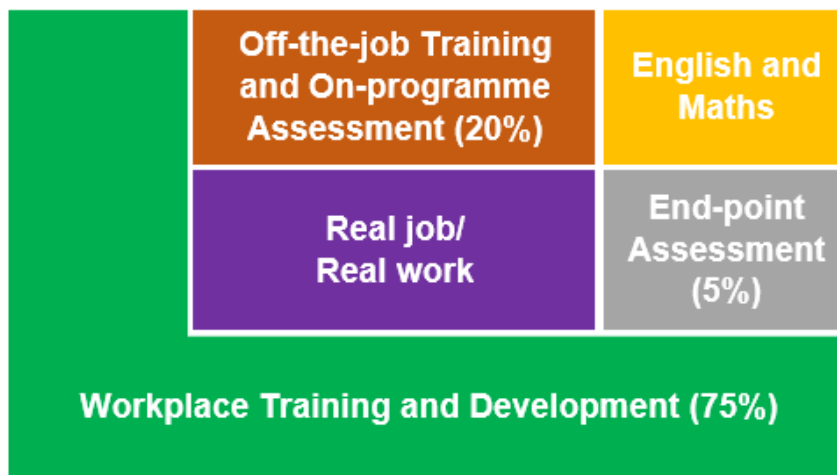 Off-the-job Training
and On-programme
Assessment (20%)
English and
Maths
Real job/
Real work
End-point
Assessment
(5%)
Workplace Training and Development (75%)